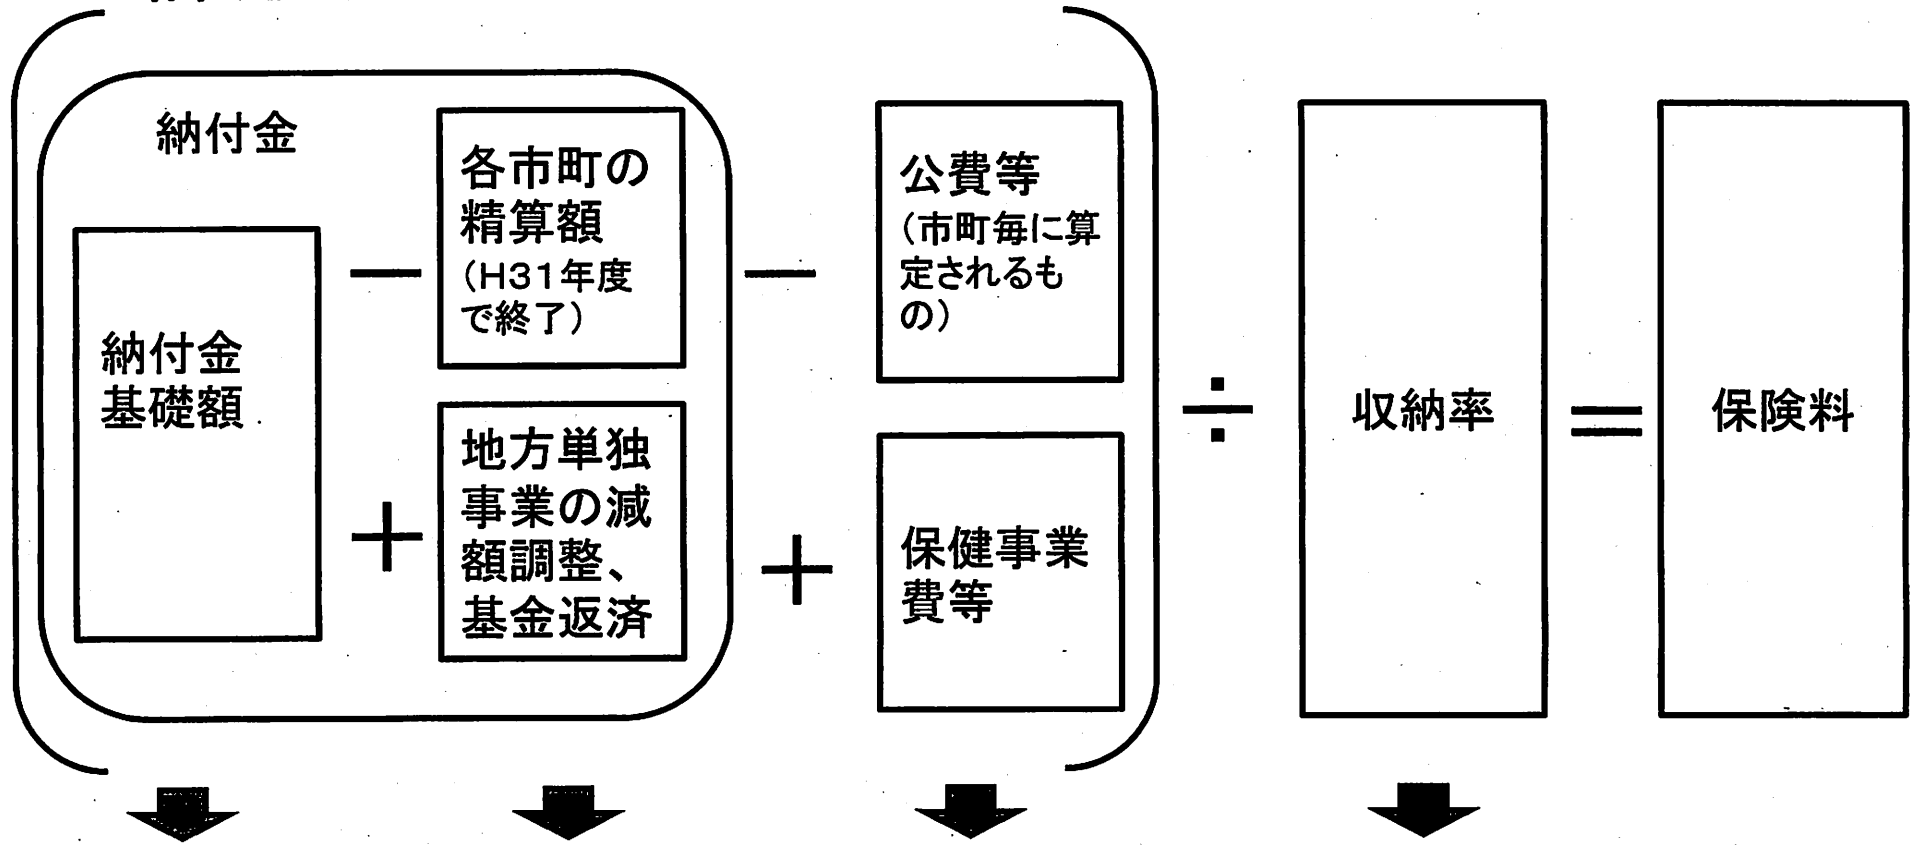 納付金
納付金
基礎額
－
各市町の
精算額
（H31年度
で終了）
＋
地方単独
事業の減
額調整、
基金返済
－
公費等
（市町毎に算
定されるも
の）
＋
保健事業
費等
÷
収納率
＝
保険料